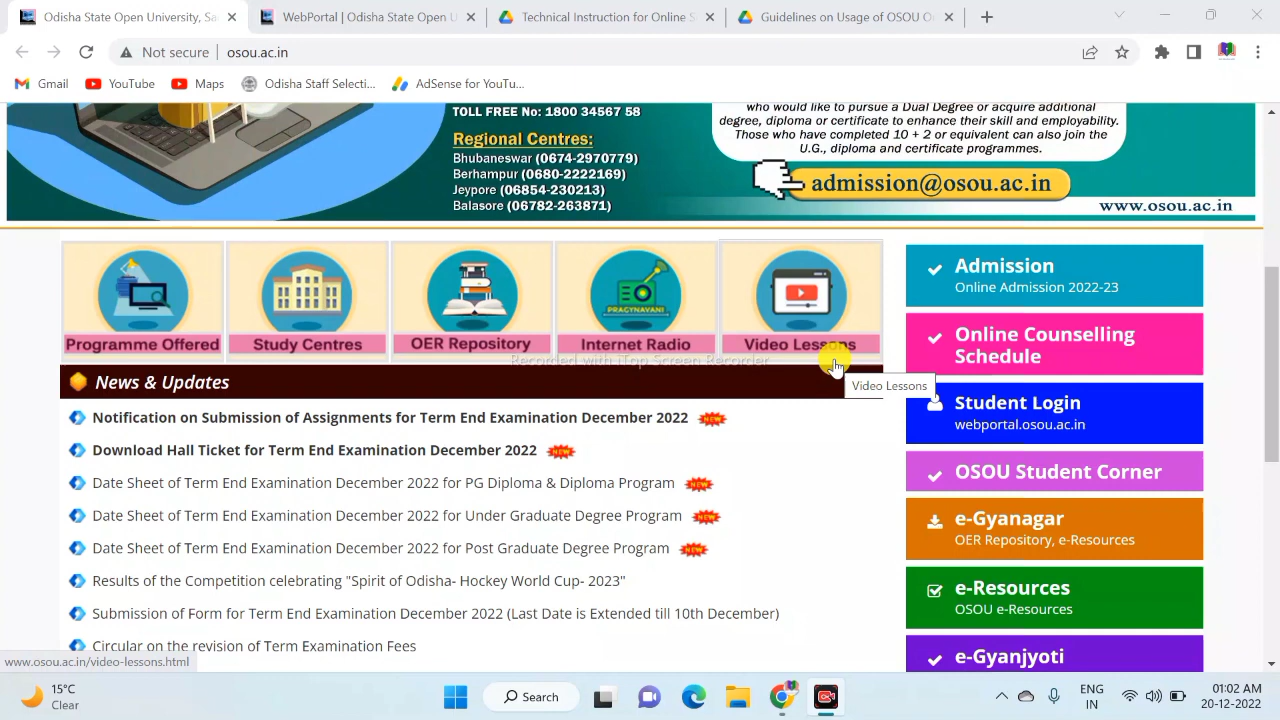 Odisha State Open University, Sa
WebPortal | Odisha State Open
Technical Instruction for Online S
Guidelines on Usage of OSOU O
Not secure
osou.ac.in
Gmail
YouTube
Maps
Odisha Staff Selecti...
AdSense for YouTu...
TOLL FREE No: 1800 34567 58
Regional Centres:
Bhubaneswar (0674-2970779)
Berhampur (0680-2222169)
Jeypore (06854-230213)
Balasore (06782-263871)
who would like to pursue a Dual Degree or acquire additional
degree, diploma or certificate to enhance their skill and employability.
Those who have completed 10 + 2 or equivalent can also join the
U.G., diploma and certificate programmes.
admission@osou.ac.in
www.osou.ac.in
PRAGYNAVANI
Programme Offered
Study Centres
OER Repository
Internet Radio
Video Lessons
Recorded with iTop Screen Recorder
Video Lessons
News & Updates
Notification on Submission of Assignments for Term End Examination December 2022 NEW
Download Hall Ticket for Term End Examination December 2022 NEW
Date Sheet of Term End Examination December 2022 for PG Diploma & Diploma Program NEW
Date Sheet of Term End Examination December 2022 for Under Graduate Degree Program NEW
Date Sheet of Term End Examination December 2022 for Post Graduate Degree Program NEW
Results of the Competition celebrating "Spirit of Odisha- Hockey World Cup- 2023"
Submission of Form for Term End Examination December 2022 (Last Date is Extended till 10th December)
Circular on the revision of Term Examination Fees
Admission
Online Admission 2022-23
Online Counselling
Schedule
Student Login
webportal.osou.ac.in
OSOU Student Corner
e-Gyanagar
OER Repository, e-Resources
e-Resources
OSOU e-Resources
e-Gyanjyoti
www.osou.ac.in/video-lessons.html
15°C
Clear
Search
ENG
IN
01:02 AM
20-12-2022